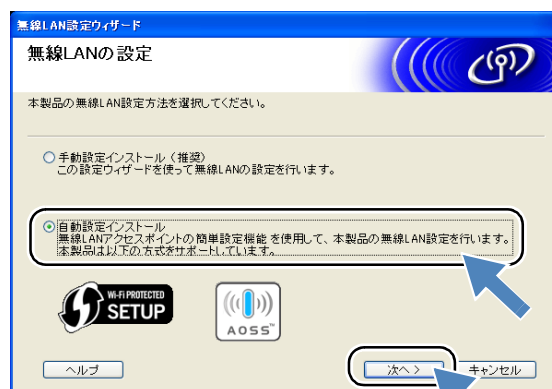 無線LAN設定ウィザード
無線LANの設定
本製品の無線LAN設定方法を選択してください。
手動設定インストール（推奨）
この設定ウィザードを使って無線LANの設定を行います。
自動設定インストール
無線LANアクセスポイントの簡単設定機能を使用して、本製品の無線LAN設定を行います。
本製品は以下の方式をサポートしています。
WI-FI PROTECTED
SETUP
AOSS™
ヘルプ
次へ >
キャンセル